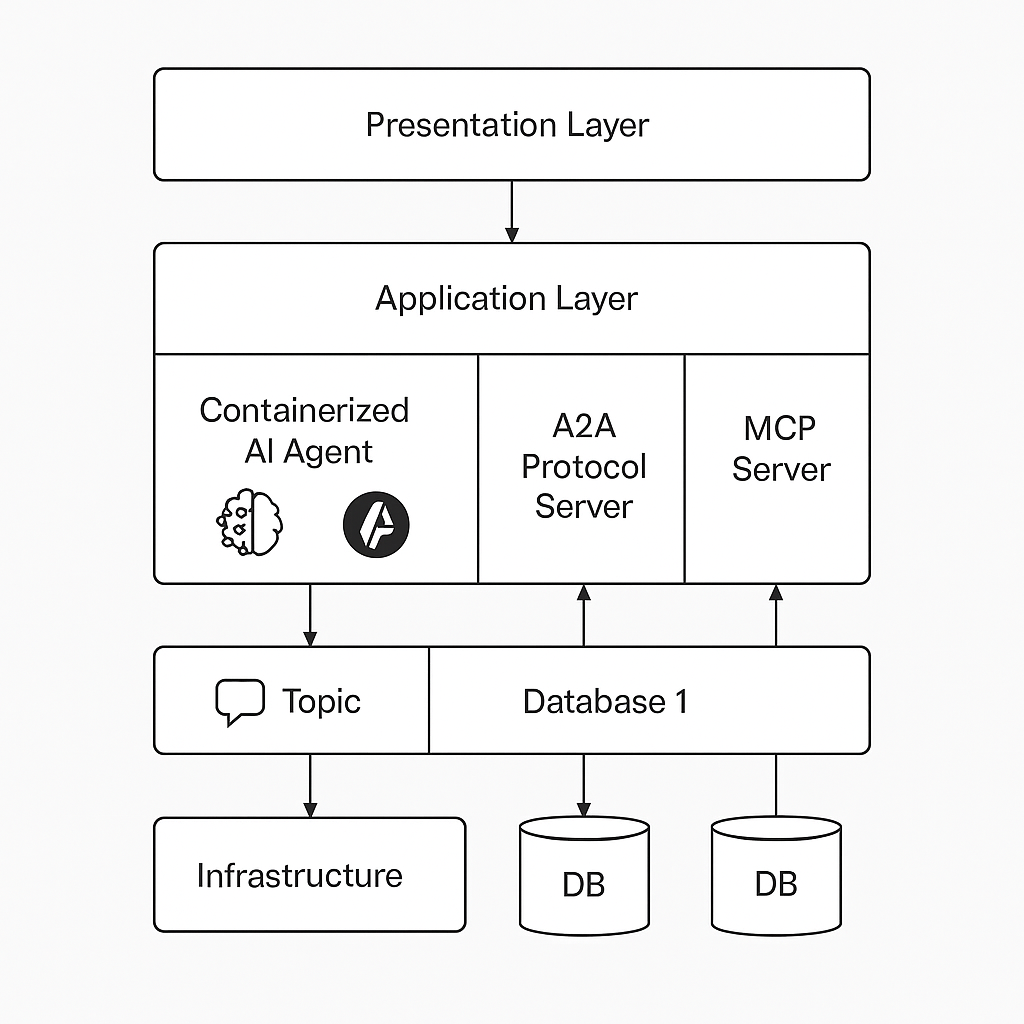 Presentation Layer
Application Layer
Containerized
AI Agent
A2A
Protocol
Server
MCP
Server
Topic
Database 1
Infrastructure
DB
DB